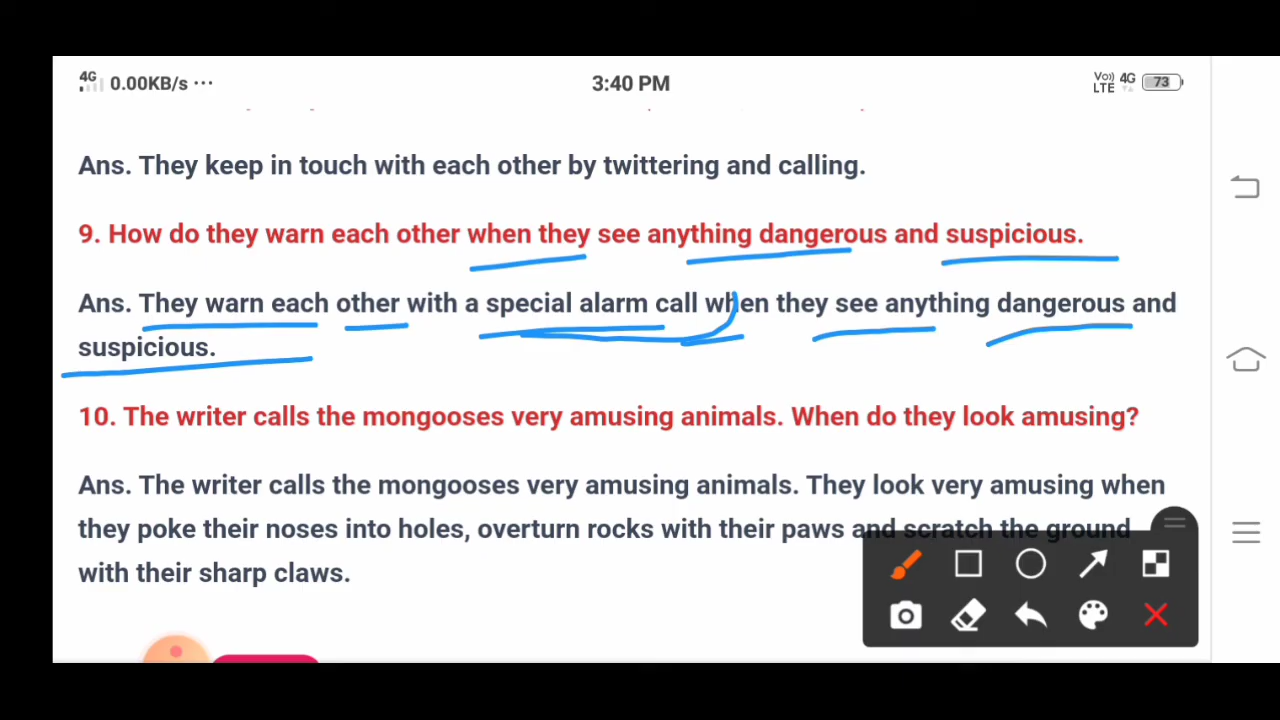 4G 0.00KB/s ··· 3:40 PM Vo)) LTE 4G 73
Ans. They keep in touch with each other by twittering and calling.
9. How do they warn each other when they see anything dangerous and suspicious.
Ans. They warn each other with a special alarm call when they see anything dangerous and
suspicious.
10. The writer calls the mongooses very amusing animals. When do they look amusing?
Ans. The writer calls the mongooses very amusing animals. They look very amusing when
they poke their noses into holes, overturn rocks with their paws and scratch the ground
with their sharp claws.